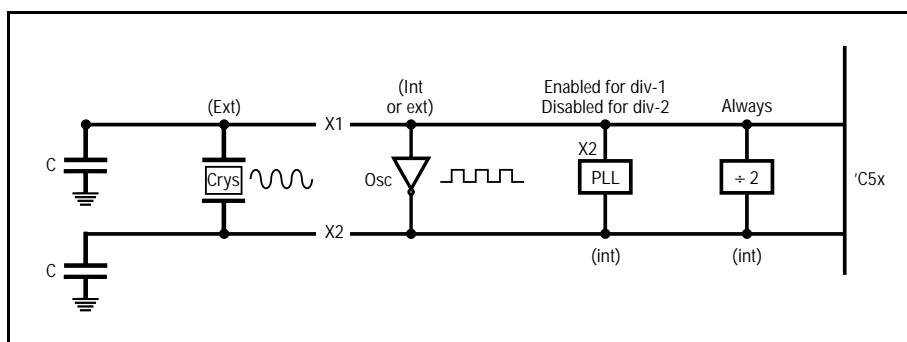 (Ext)
(Int
or ext)
Enabled for div-1
Disabled for div-2
Always
X1
C
Crys
Osc
X2
PLL
÷ 2
'C5x
X2
C
(int)
(int)